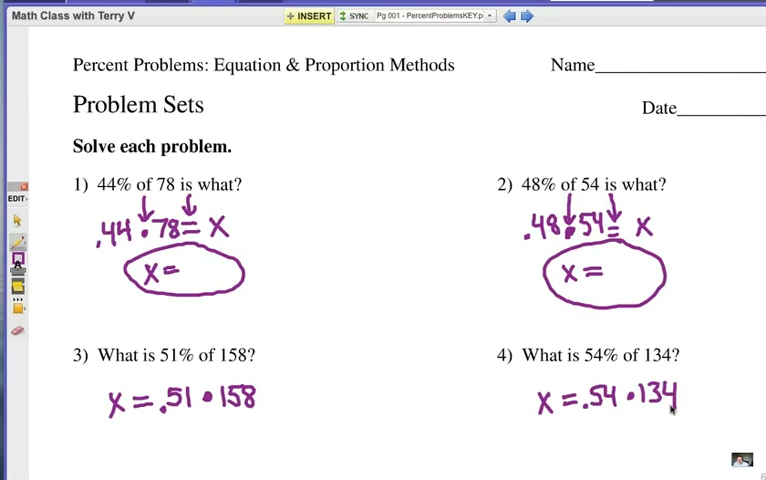 Math Class with Terry V
INSERT SYNC Pg 001 - PercentProblemsKEY.p
EDIT
Percent Problems: Equation & Proportion Methods Name
Problem Sets
Date
Solve each problem.
1) 44% of 78 is what?
.44 • 78 = x
x =
2) 48% of 54 is what?
.48 • 54 = x
x =
3) What is 51% of 158?
x = .51 • 158
4) What is 54% of 134?
x = .54 • 134
6